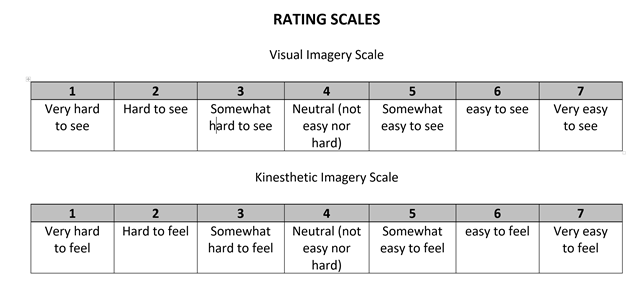 RATING SCALES
Visual Imagery Scale
1 2 3 4 5 6 7
Very hard Hard to see Somewhat Neutral (not Somewhat easy to see Very easy
to see hard to see easy nor easy to see to see
hard)
Kinesthetic Imagery Scale
1 2 3 4 5 6 7
Very hard Hard to feel Somewhat Neutral (not Somewhat easy to feel Very easy
to feel hard to feel easy nor easy to feel to feel
hard)